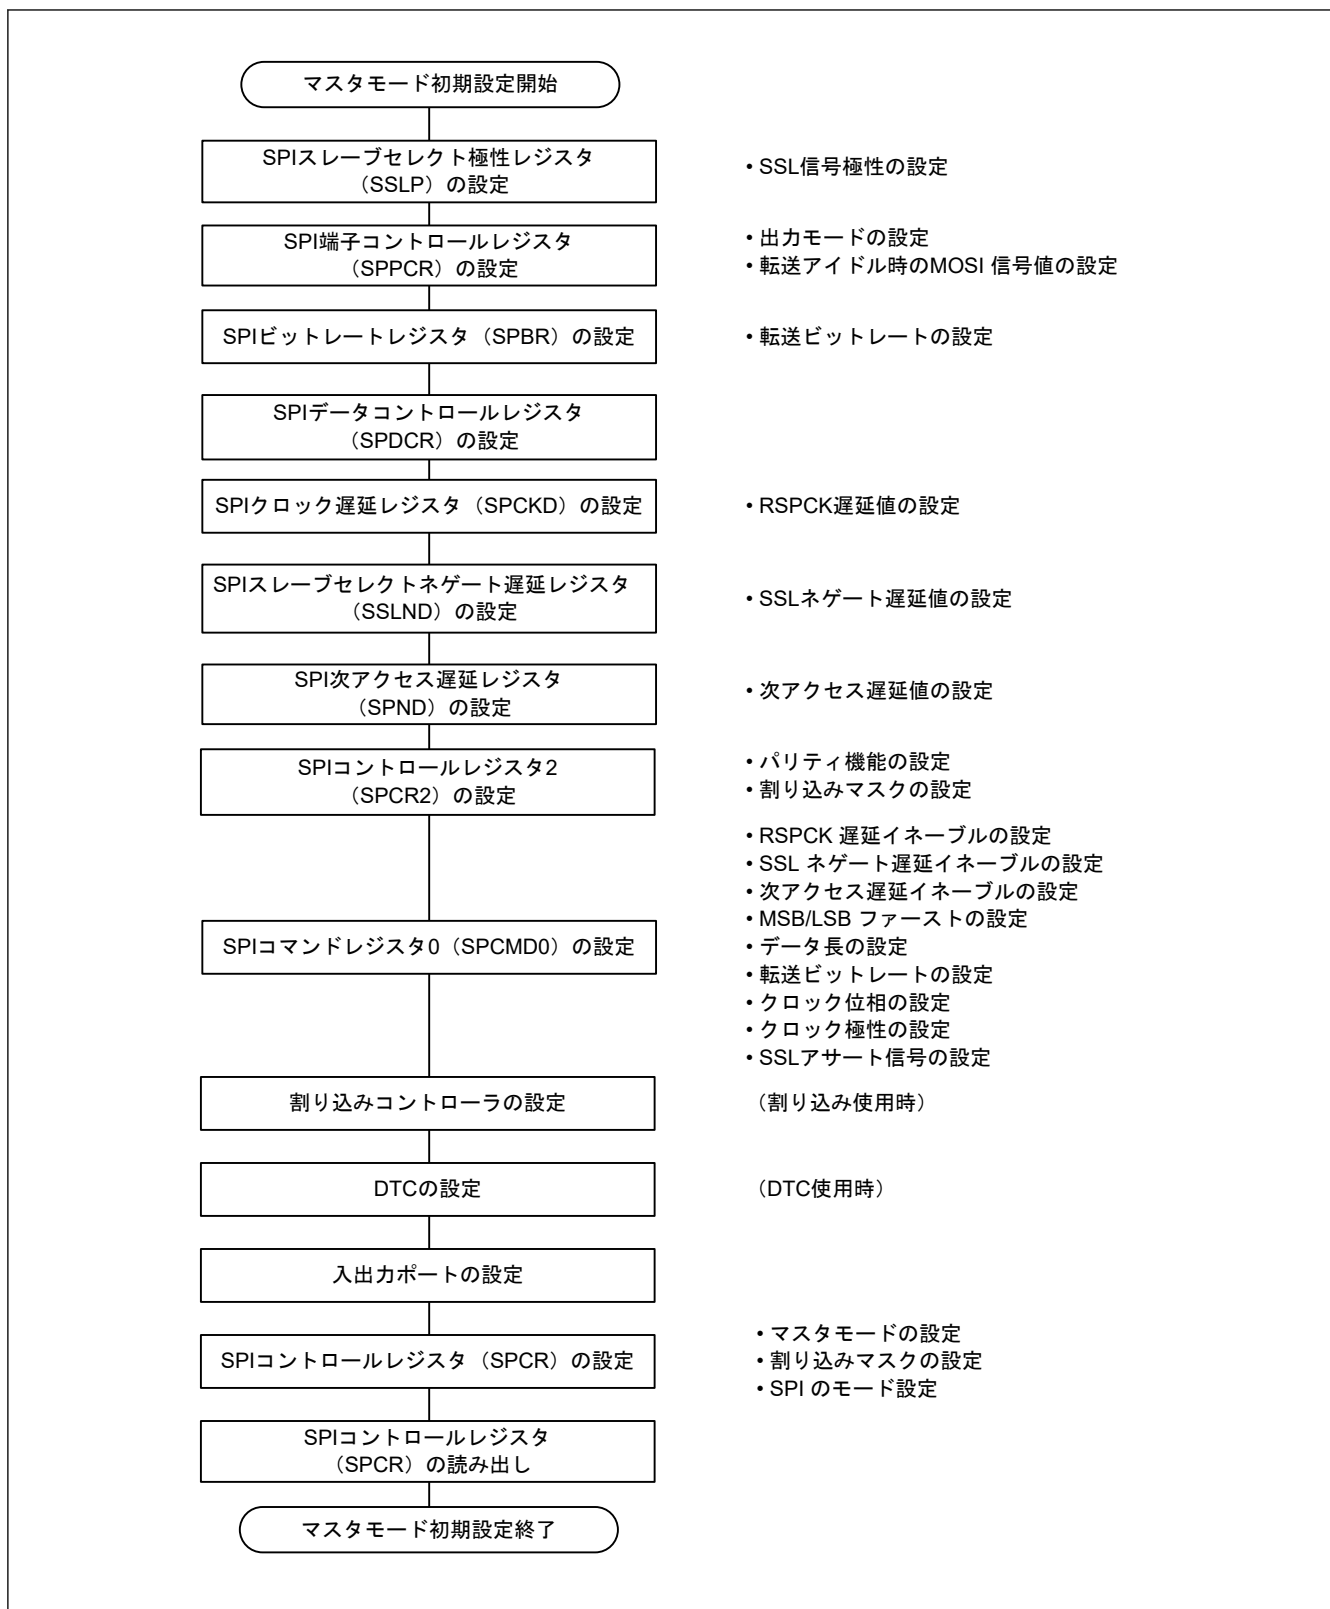 マスタモード初期設定開始
SPIスレーブセレクト極性レジスタ
（SSLP）の設定
• SSL信号極性の設定
SPI端子コントロールレジスタ
（SPPCR）の設定
• 出力モードの設定
• 転送アイドル時のMOSI 信号値の設定
SPIビットレートレジスタ（SPBR）の設定
• 転送ビットレートの設定
SPIデータコントロールレジスタ
（SPDCR）の設定
SPIクロック遅延レジスタ（SPCKD）の設定
• RSPCK遅延値の設定
SPIスレーブセレクトネゲート遅延レジスタ
（SSLND）の設定
• SSLネゲート遅延値の設定
SPI次アクセス遅延レジスタ
（SPND）の設定
• 次アクセス遅延値の設定
SPIコントロールレジスタ2
（SPCR2）の設定
• パリティ機能の設定
• 割り込みマスクの設定
SPIコマンドレジスタ0（SPCMD0）の設定
• RSPCK 遅延イネーブルの設定
• SSL ネゲート遅延イネーブルの設定
• 次アクセス遅延イネーブルの設定
• MSB/LSB ファーストの設定
• データ長の設定
• 転送ビットレートの設定
• クロック位相の設定
• クロック極性の設定
• SSLアサート信号の設定
割り込みコントローラの設定
（割り込み使用時）
DTCの設定
（DTC使用時）
入出力ポートの設定
SPIコントロールレジスタ（SPCR）の設定
• マスタモードの設定
• 割り込みマスクの設定
• SPI のモード設定
SPIコントロールレジスタ
（SPCR）の読み出し
マスタモード初期設定終了